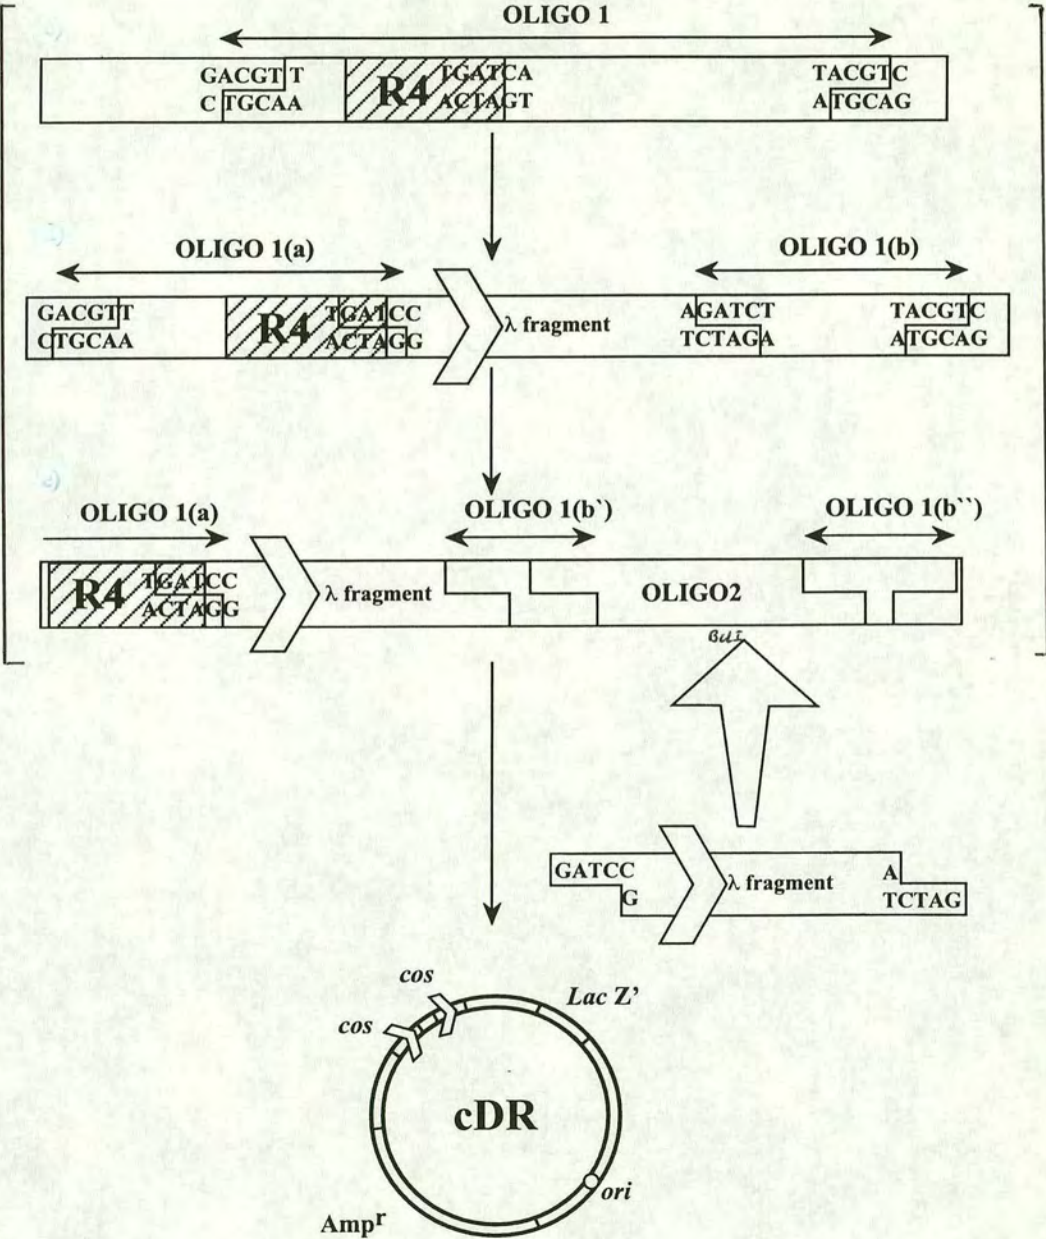 OLIGO 1
GACGTT R4 TGATCA TACGTC
CTGCAA ACTAGT ATGCAG
OLIGO 1(a) OLIGO 1(b)
GACGTT R4 TGATCC λ fragment AGATCT TACGTC
CTGCAA ACTAGG TCTAGA ATGCAG
OLIGO 1(a) OLIGO 1(b`) OLIGO 1(b``)
R4 TGATCC λ fragment OLIGO2
ACTAGG
GATCC λ fragment A
G TCTAG
cos Lac Z’
cos
cDR
ori
Ampr